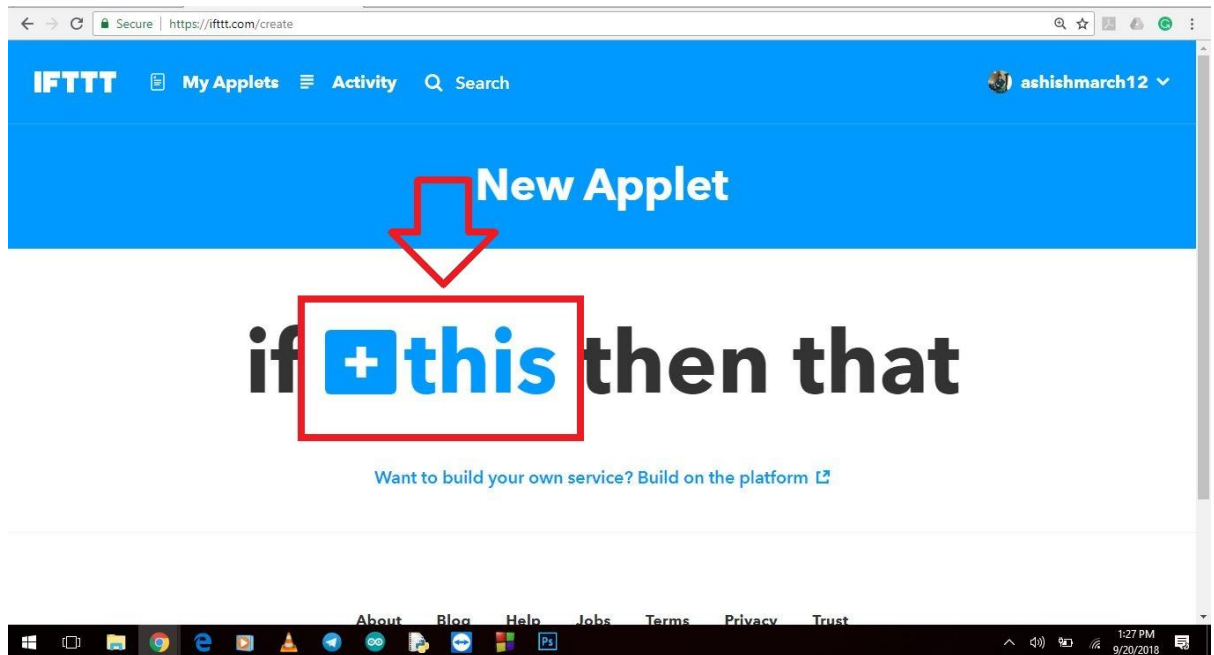 Secure | https://ifttt.com/create
IFTTT My Applets Activity Search ashishmarch12
New Applet
if + this then that
Want to build your own service? Build on the platform
About Blog Help Jobs Terms Privacy Trust
Ps
1:27 PM
9/20/2018